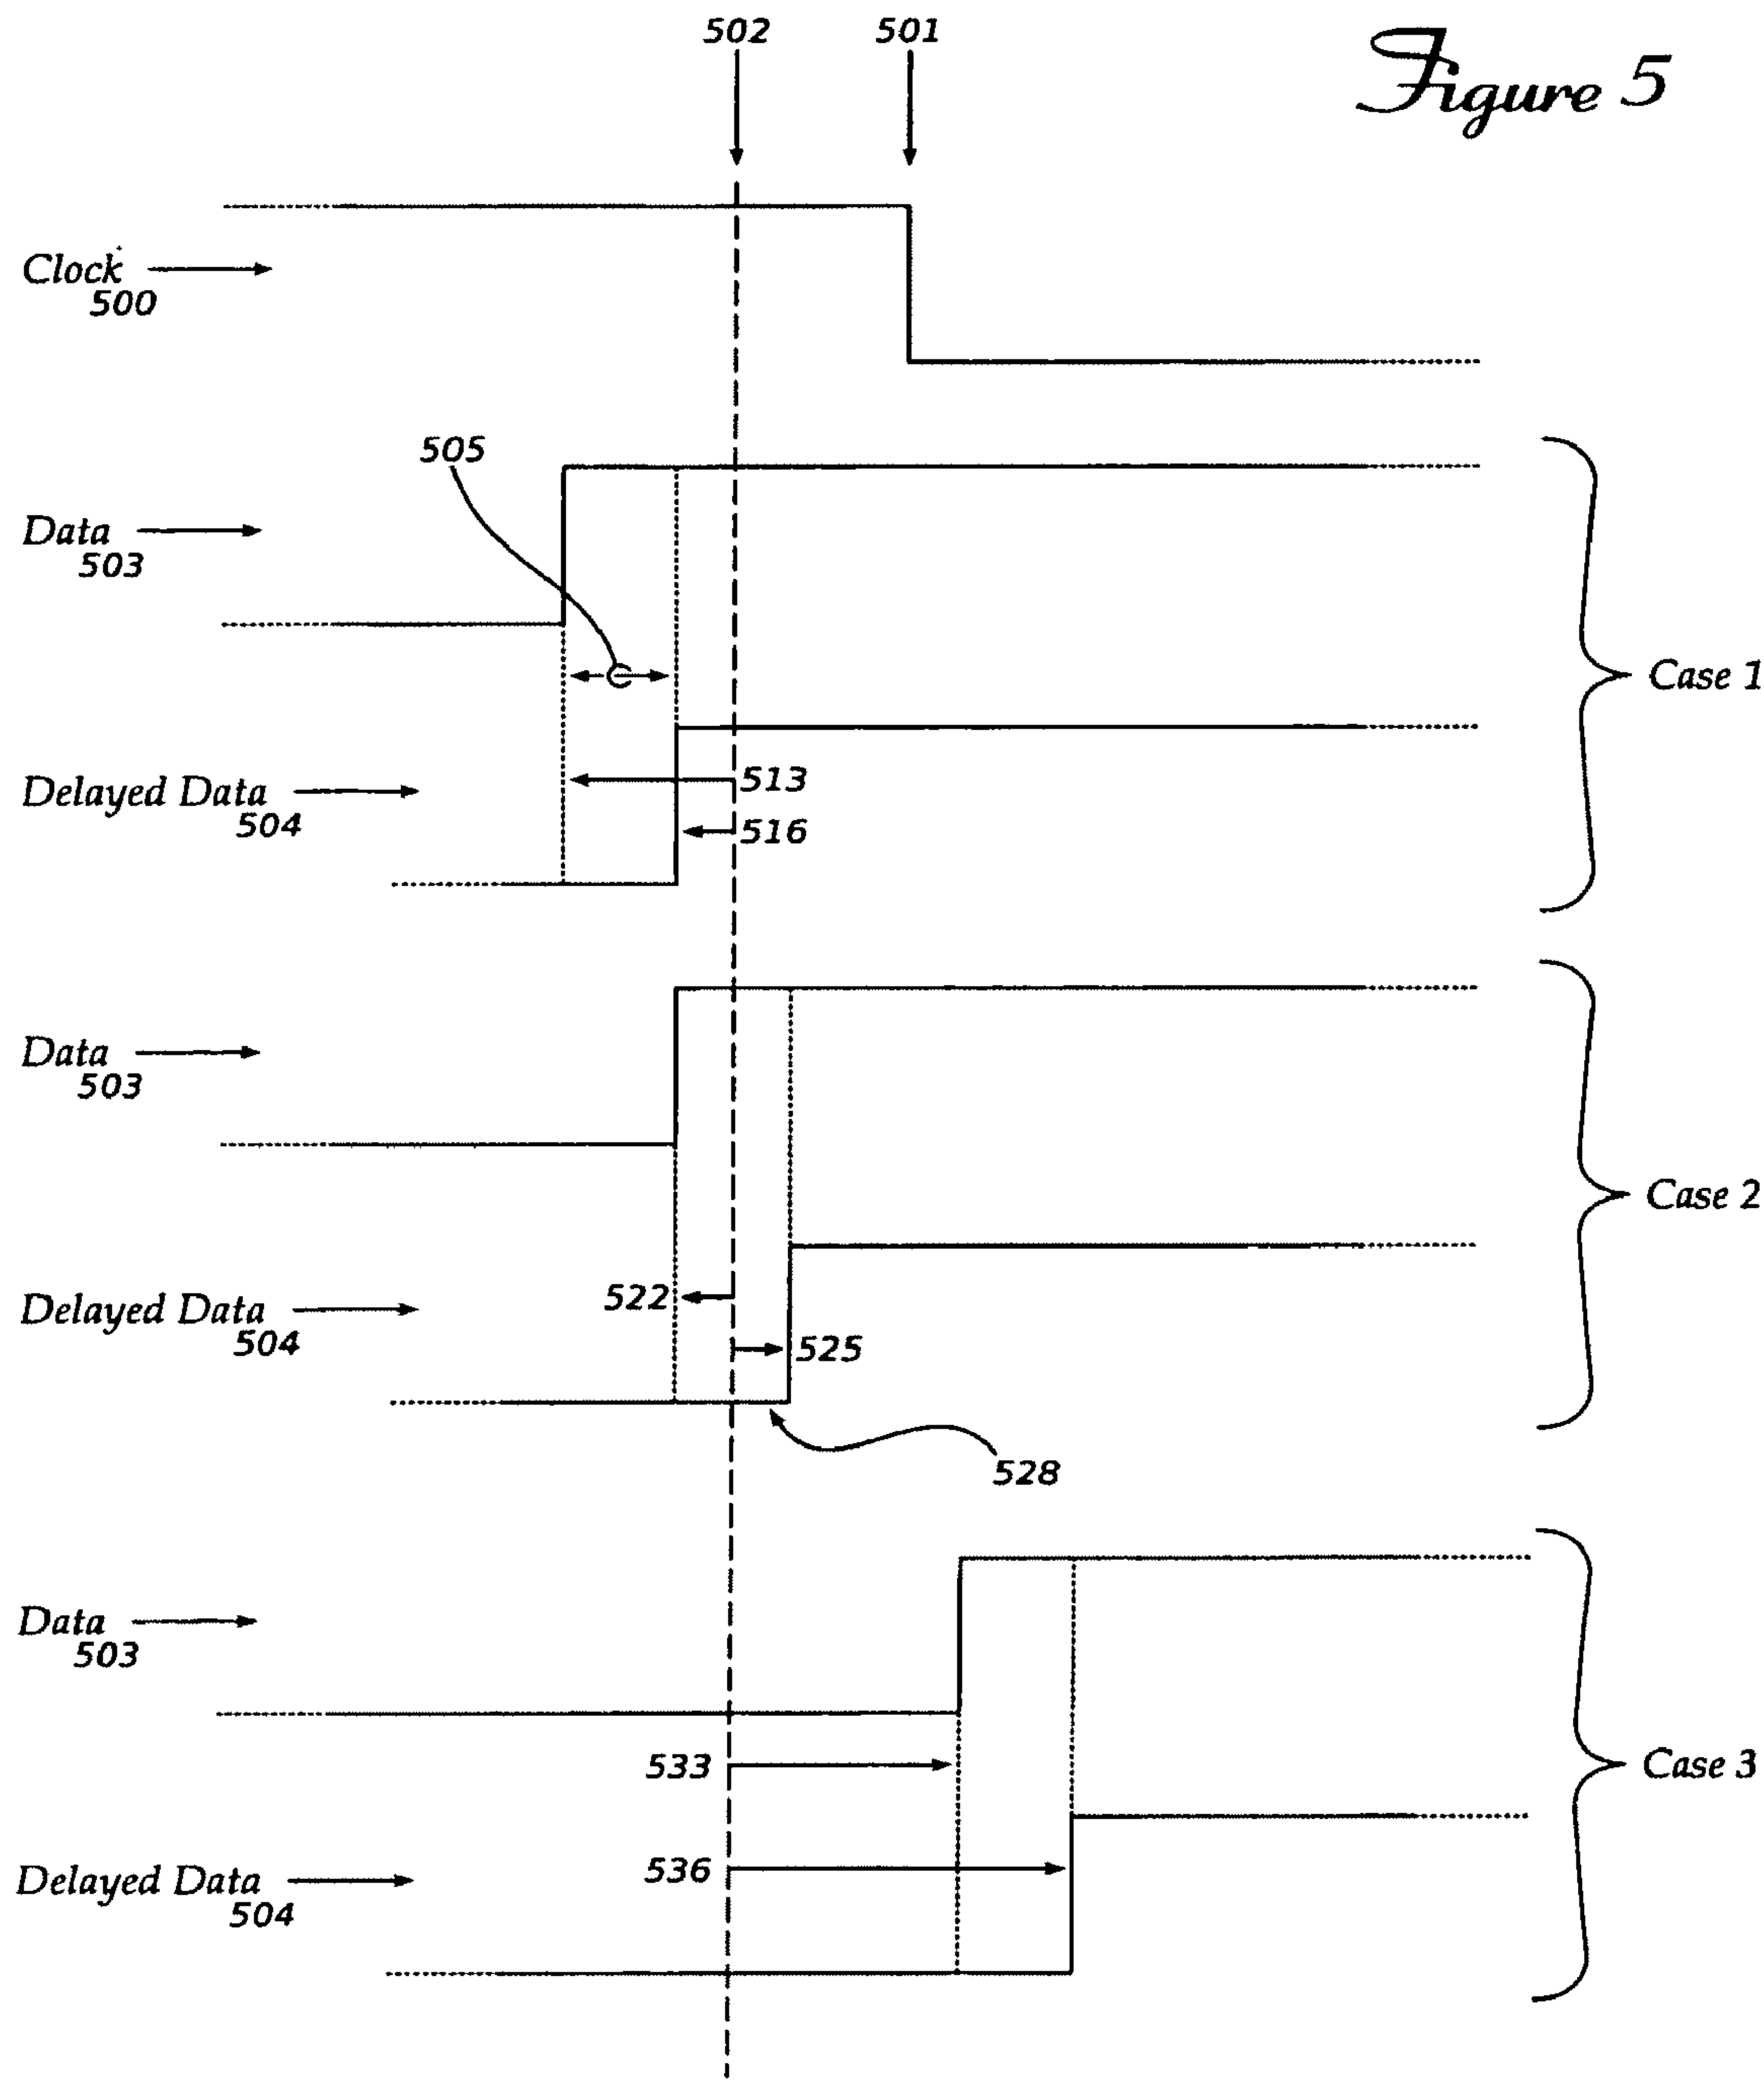 502
501
Figure 5
Clock
500
505
Data
503
Case 1
Delayed Data
504
513
516
Data
503
Case 2
Delayed Data
504
522
525
528
Data
503
533
Case 3
536
Delayed Data
504